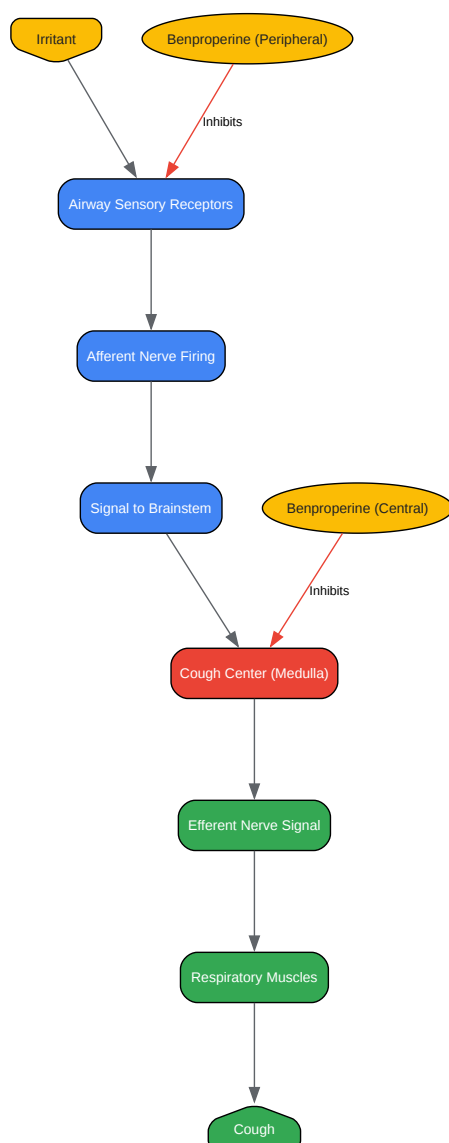 Irritant
Benproperine (Peripheral)
Inhibits
Airway Sensory Receptors
Afferent Nerve Firing
Signal to Brainstem
Benproperine (Central)
Inhibits
Cough Center (Medulla)
Efferent Nerve Signal
Respiratory Muscles
Cough